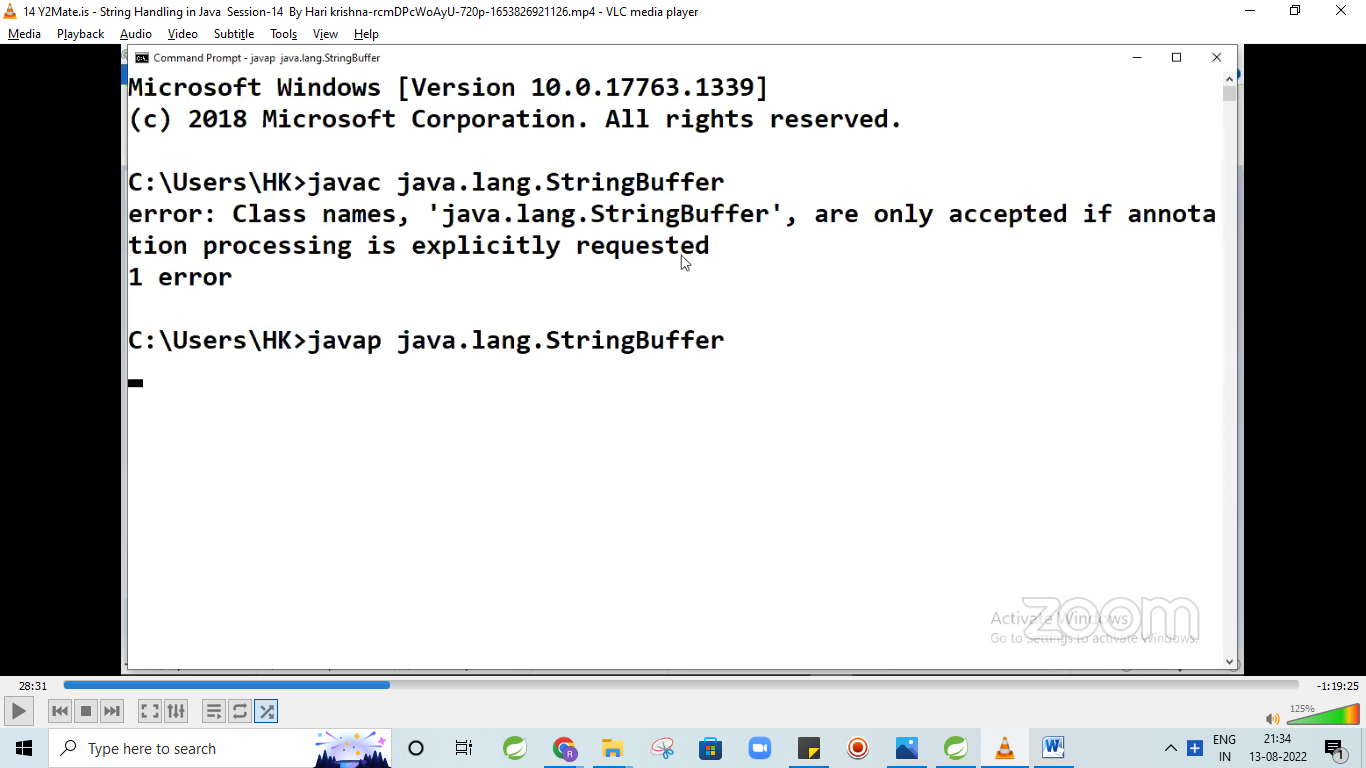 14 Y2Mate.is - String Handling in Java  Session-14  By Hari krishna-rcmDPcWoAyU-720p-1653826921126.mp4 - VLC media player
Media Playback Audio Video Subtitle Tools View Help
Command Prompt - javap  java.lang.StringBuffer
Microsoft Windows [Version 10.0.17763.1339]
(c) 2018 Microsoft Corporation. All rights reserved.
C:\Users\HK>javac java.lang.StringBuffer
error: Class names, 'java.lang.StringBuffer', are only accepted if annota
tion processing is explicitly requested
1 error
C:\Users\HK>javap java.lang.StringBuffer
zoom
Activate Windows
Go to Settings to activate Windows.
28:31 -1:19:25
125%
Type here to search
ENG 21:34
IN 13-08-2022 1